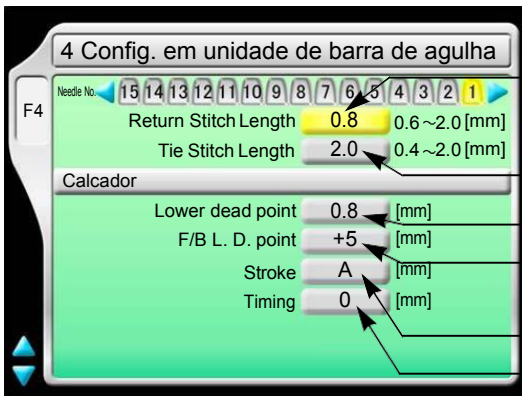 4 Config. em unidade de barra de agulha
F4
Needle No. 15 14 13 12 11 10 9 8 7 6 5 4 3 2 1
Return Stitch Length 0.8 0.6～2.0 [mm]
Tie Stitch Length 2.0 0.4～2.0 [mm]
Calcador
Lower dead point 0.8 [mm]
F/B L. D. point +5 [mm]
Stroke A [mm]
Timing 0 [mm]